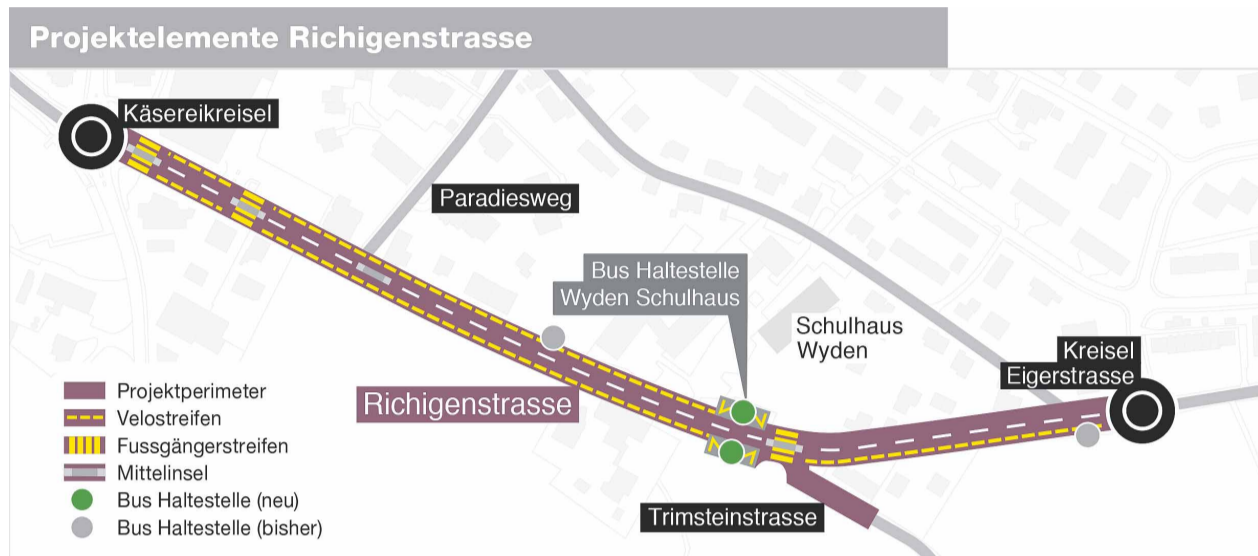 Projektelemente Richigenstrasse
Käsereikreisel
Paradiesweg
Bus Haltestelle
Wyden Schulhaus
Schulhaus
Wyden
Kreisel
Eigerstrasse
Richigenstrasse
Trimsteinstrasse
Projektperimeter
Velostreifen
Fussgängerstreifen
Mittelinsel
Bus Haltestelle (neu)
Bus Haltestelle (bisher)